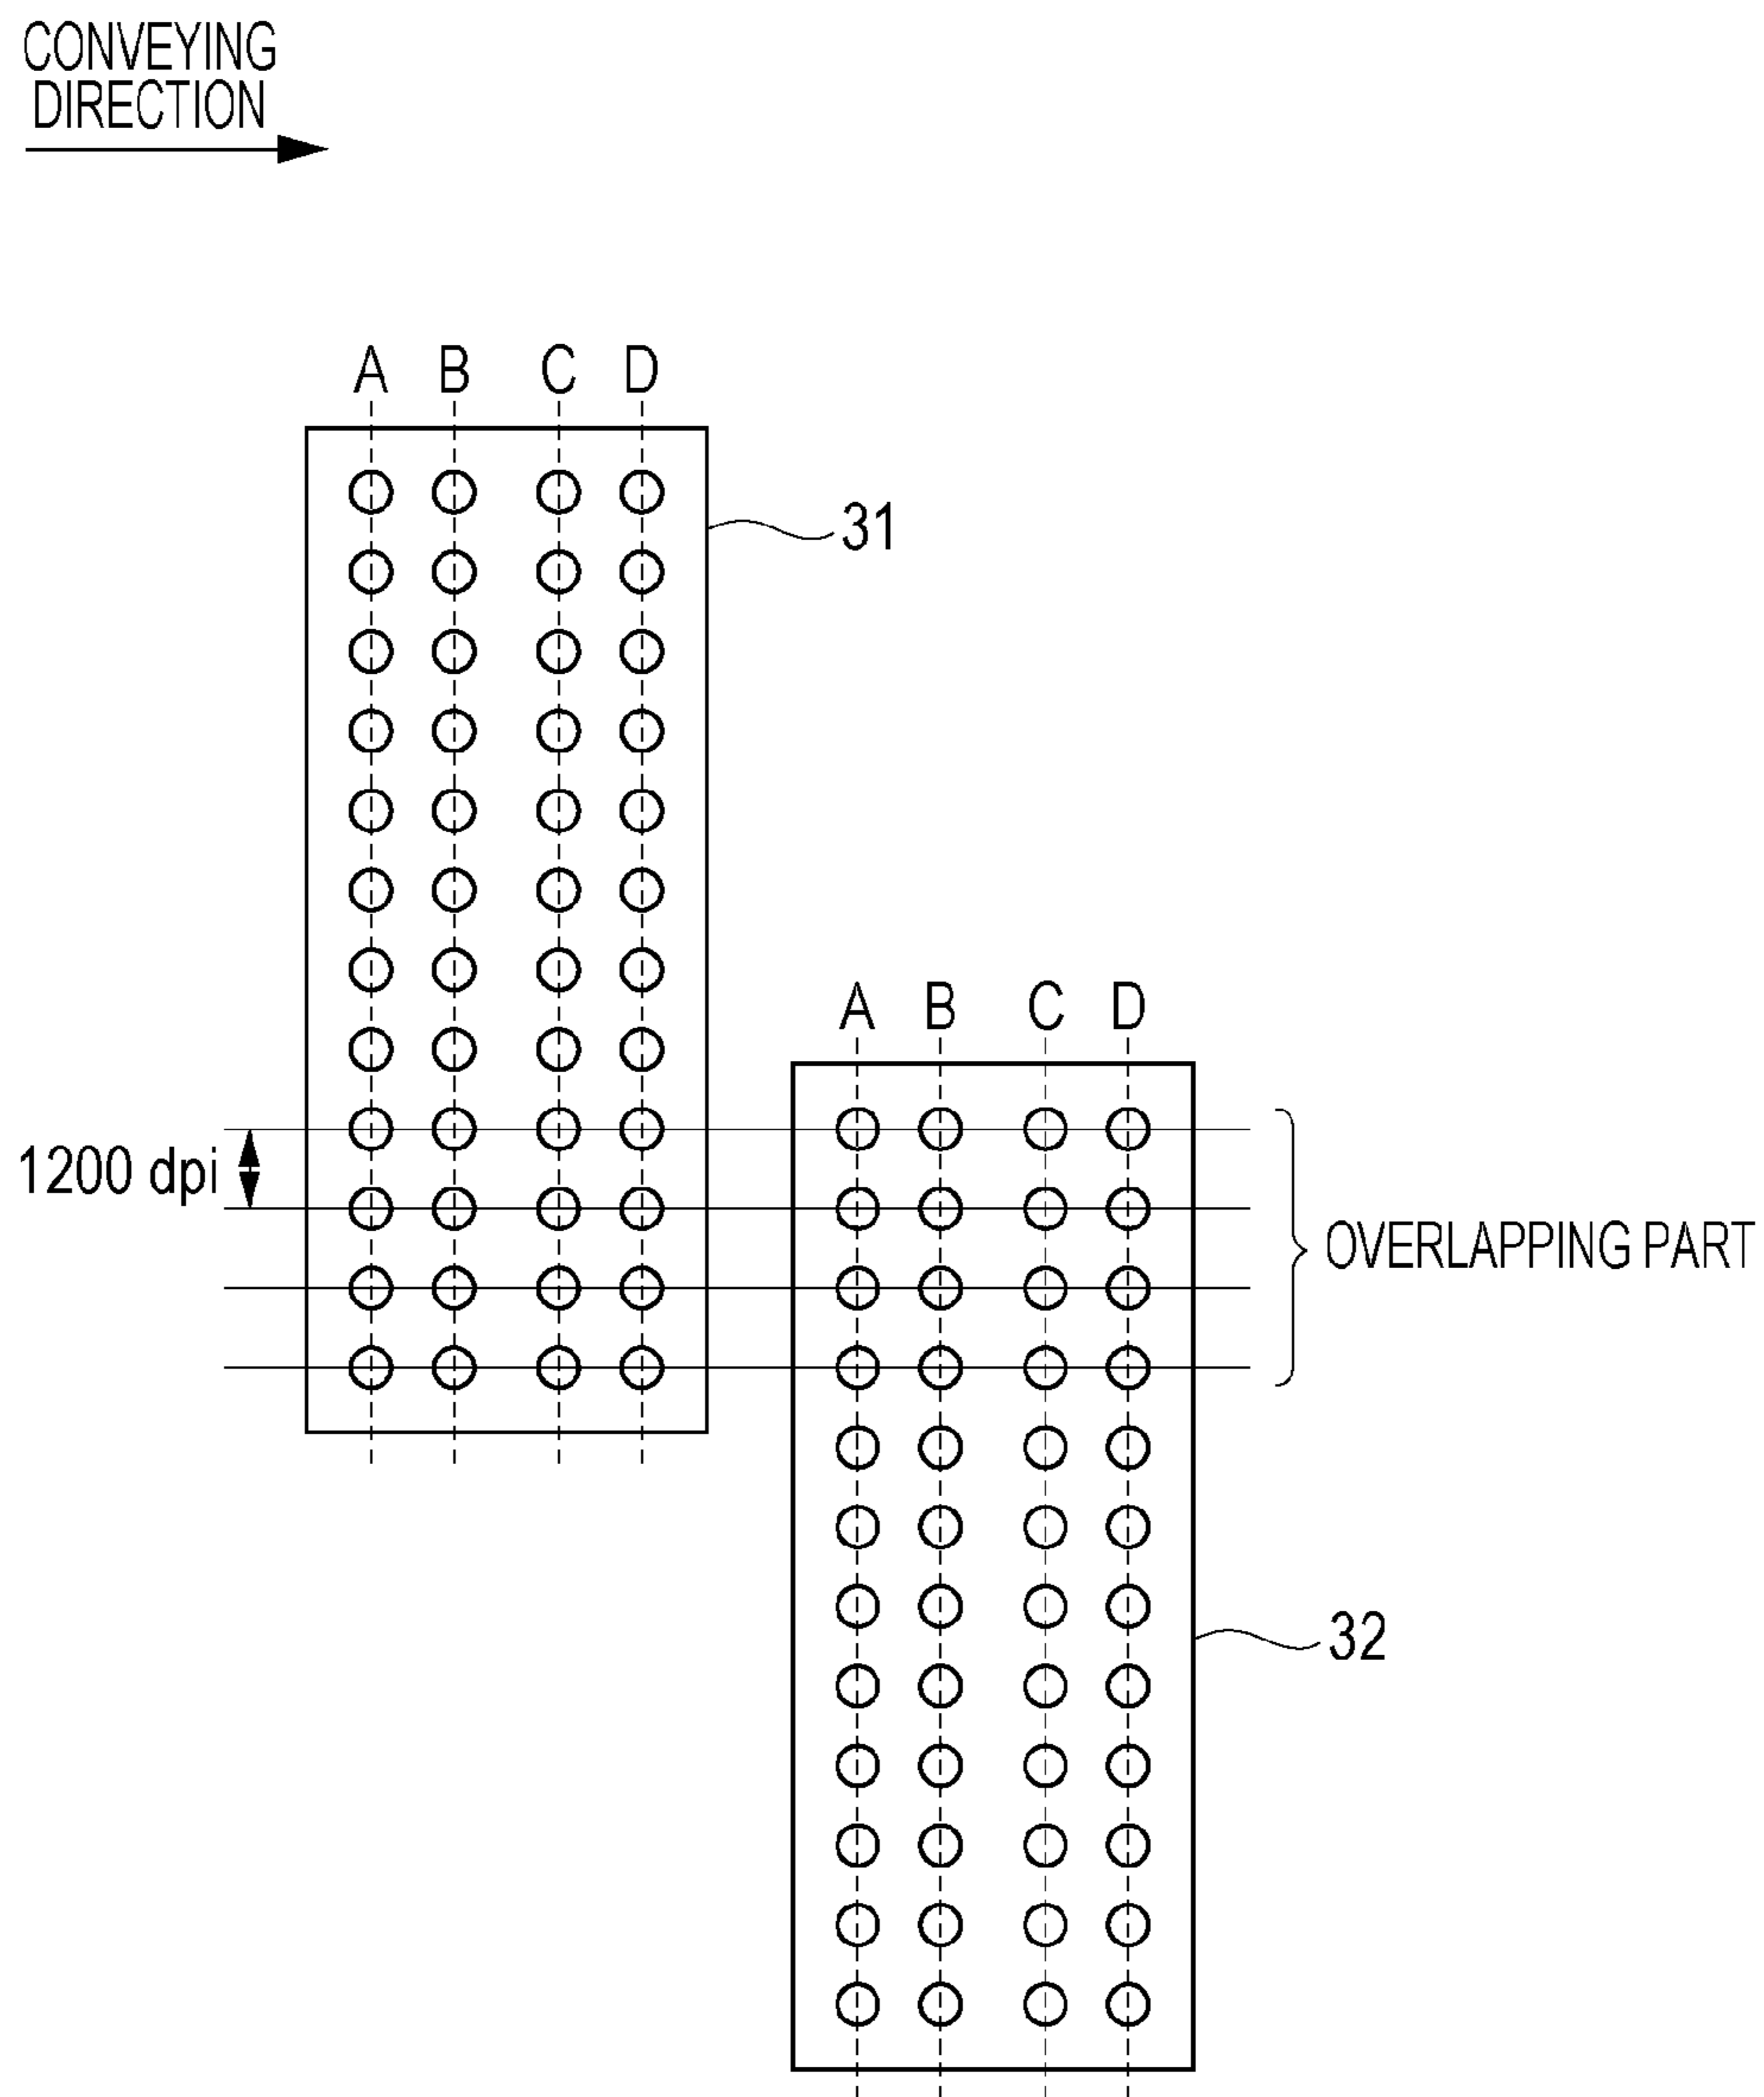 CONVEYING
DIRECTION
A B C D
31
A B C D
1200 dpi
OVERLAPPING PART
32